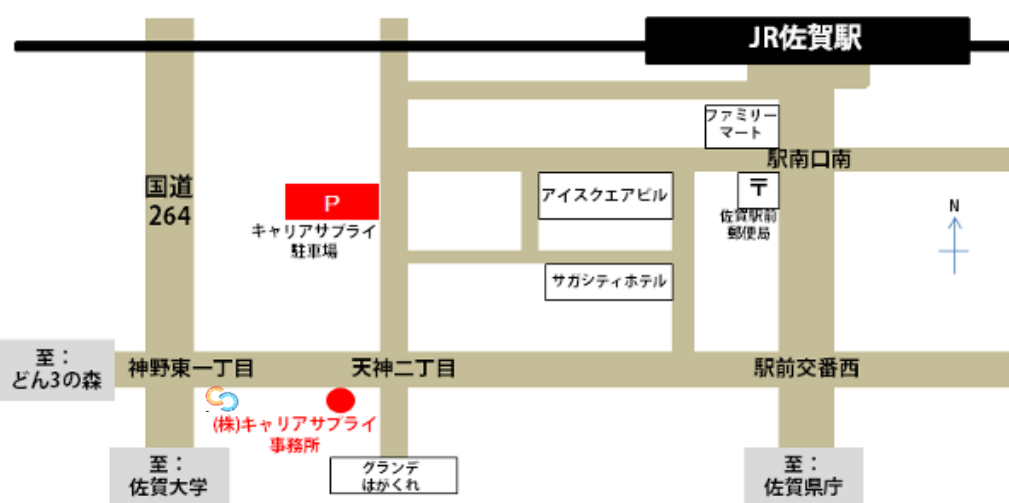 JR佐賀駅
ファミリー
マート
駅南口南
国道
264
P
キャリアサプライ
駐車場
アイスクエアビル
〒
佐賀駅前
郵便局
N
サガシティホテル
至：
どん3の森
神野東一丁目
天神二丁目
駅前交番西
(株)キャリアサプライ
事務所
至：
佐賀大学
グランデ
はがくれ
至：
佐賀県庁